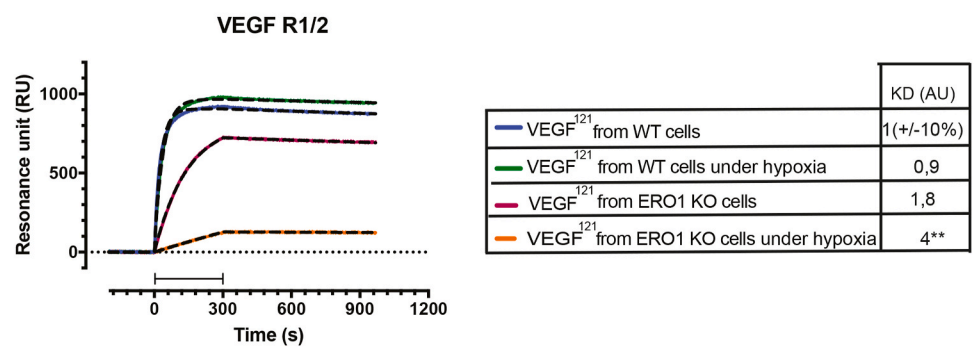 VEGF R1/2
Resonance unit (RU)
1000
500
0
0 300 600 900 1200
Time (s)
KD (AU)
VEGF121 from WT cells 1(+/-10%)
VEGF121 from WT cells under hypoxia 0,9
VEGF121 from ERO1 KO cells 1,8
VEGF121 from ERO1 KO cells under hypoxia 4**